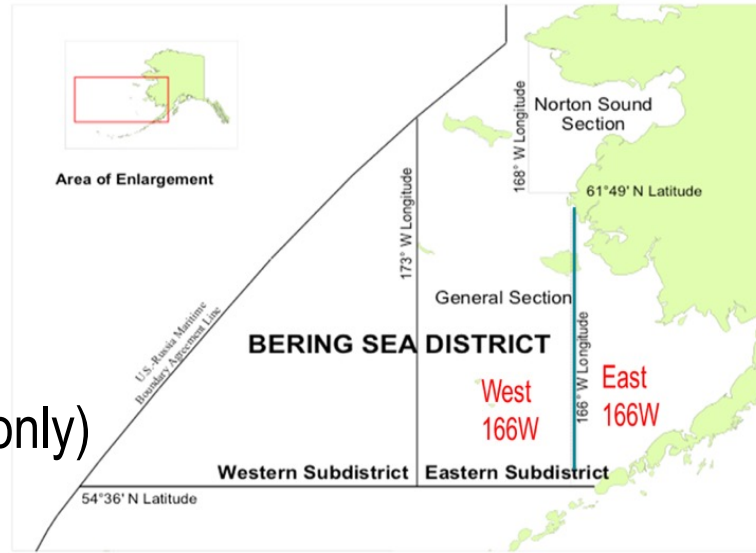 Area of Enlargement
168° W Longitude
Norton Sound
Section
61°49' N Latitude
173° W Longitude
General Section
U.S.-Russia Maritime
Boundary Agreement Line
BERING SEA DISTRICT
166° W Longitude
West
166W
East
166W
only)
Western Subdistrict
Eastern Subdistrict
54°36' N Latitude